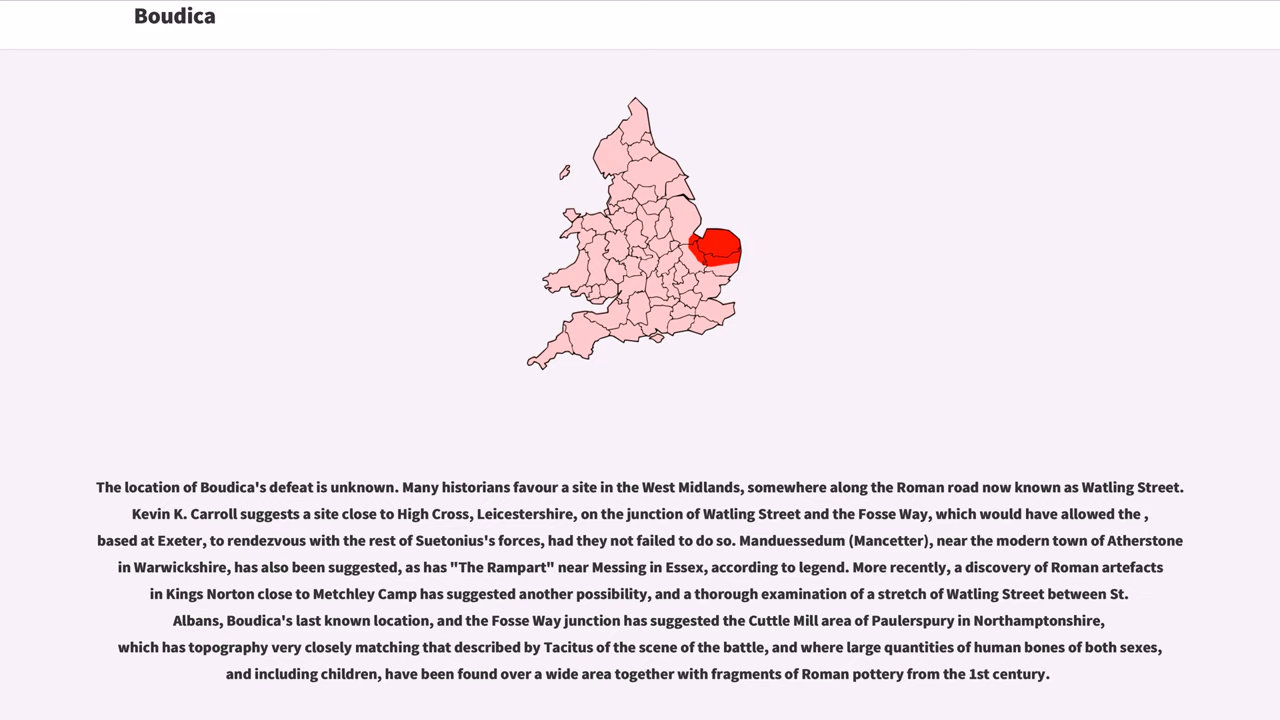 Boudica
The location of Boudica's defeat is unknown. Many historians favour a site in the West Midlands, somewhere along the Roman road now known as Watling Street.
Kevin K. Carroll suggests a site close to High Cross, Leicestershire, on the junction of Watling Street and the Fosse Way, which would have allowed the ,
based at Exeter, to rendezvous with the rest of Suetonius's forces, had they not failed to do so. Manduessedum (Mancetter), near the modern town of Atherstone
in Warwickshire, has also been suggested, as has "The Rampart" near Messing in Essex, according to legend. More recently, a discovery of Roman artefacts
in Kings Norton close to Metchley Camp has suggested another possibility, and a thorough examination of a stretch of Watling Street between St.
Albans, Boudica's last known location, and the Fosse Way junction has suggested the Cuttle Mill area of Paulerspury in Northamptonshire,
which has topography very closely matching that described by Tacitus of the scene of the battle, and where large quantities of human bones of both sexes,
and including children, have been found over a wide area together with fragments of Roman pottery from the 1st century.